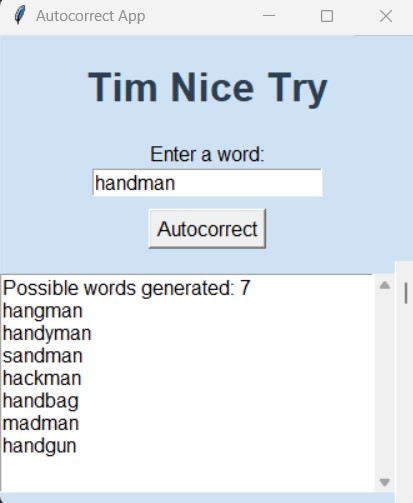 Autocorrect App
Tim Nice Try
Enter a word:
handman
Autocorrect
Possible words generated: 7
hangman
handyman
sandman
hackman
handbag
madman
handgun